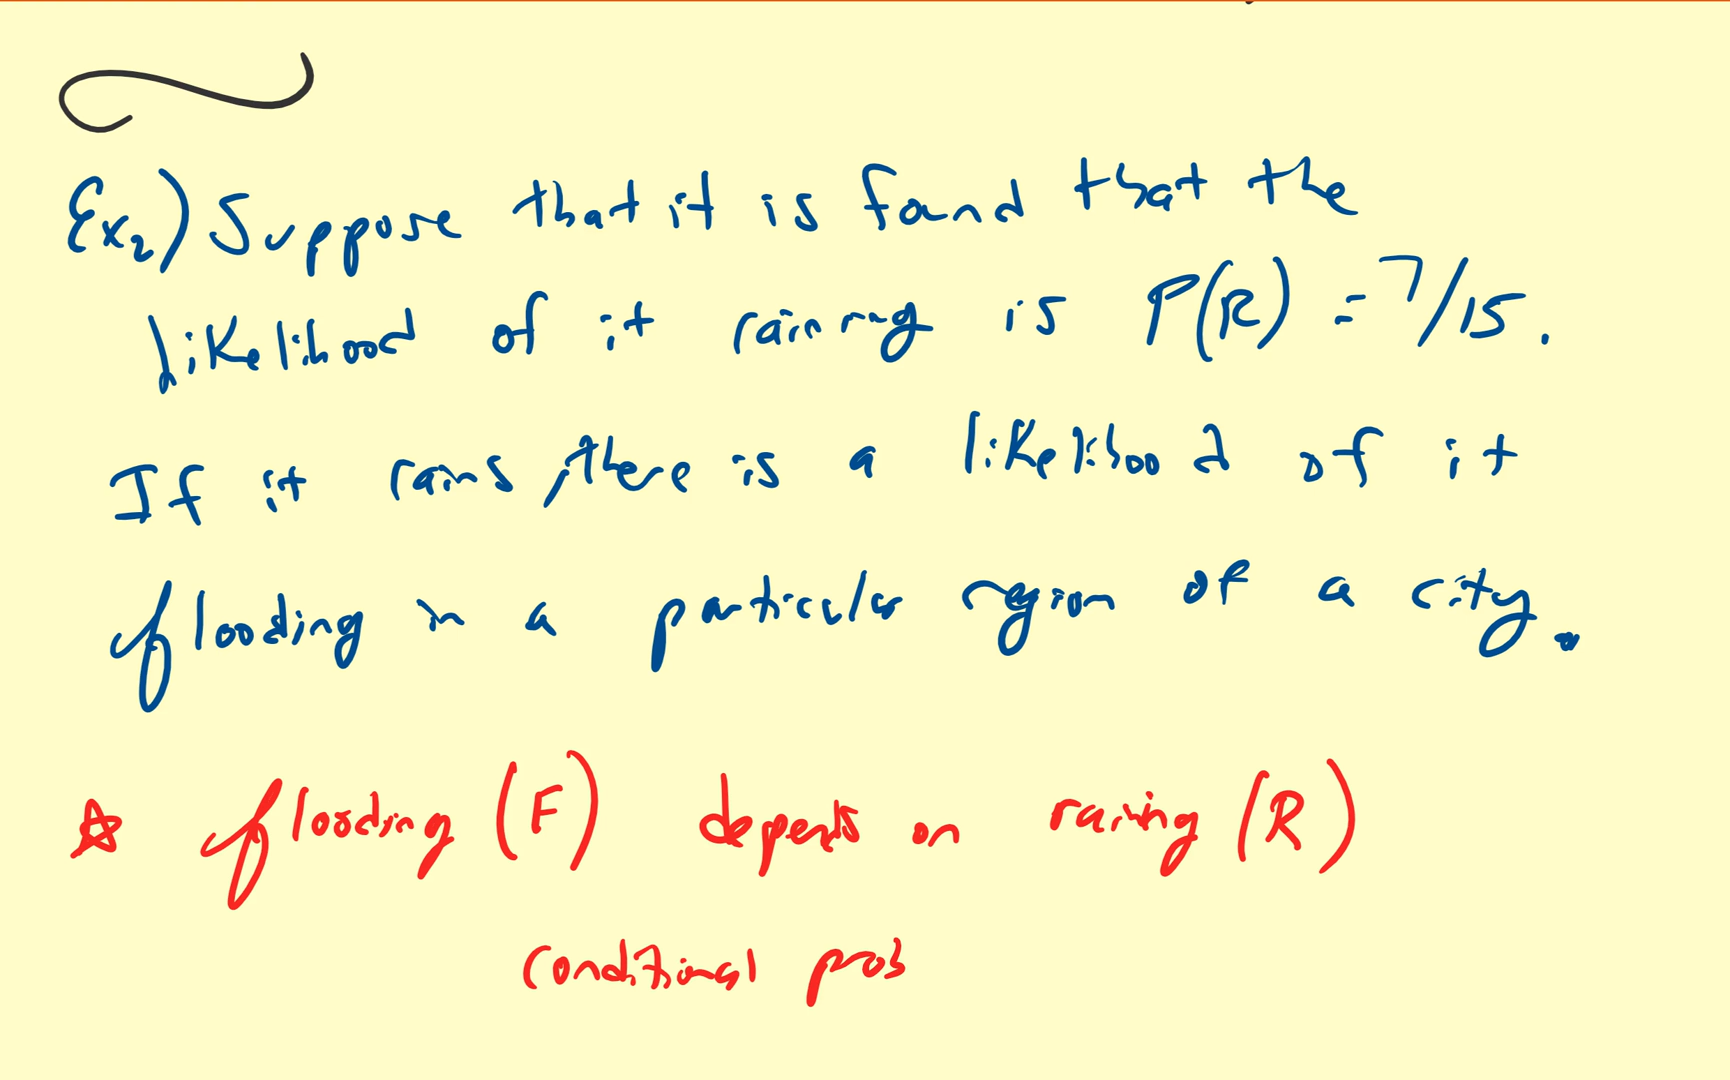 Ex2) Suppose that it is found that the
likelihood of it raining is P(R) = 7/15.
If it rains, there is a likelihood of it
flooding in a particular region of a city.
☆ flooding (F) depends on raining (R)
conditional prob